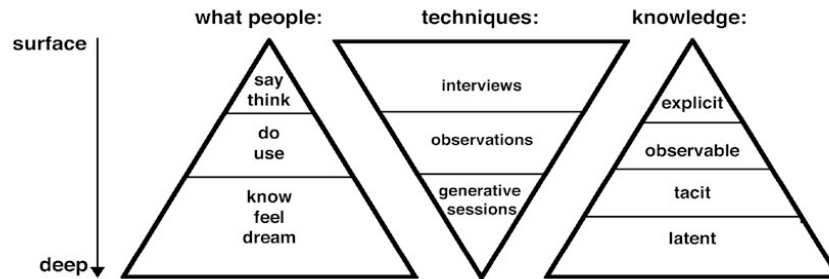 what people:
techniques:
knowledge:
surface
say
think
do
use
know
feel
dream
interviews
observations
generative
sessions
explicit
observable
tacit
latent
deep